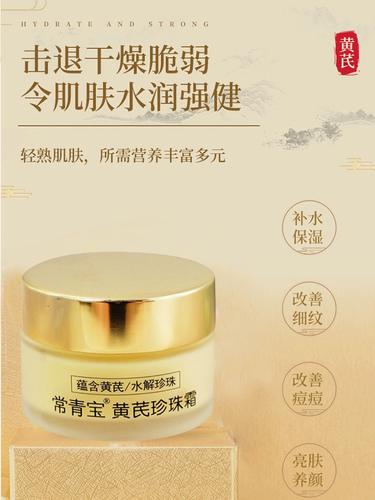 HYDRATE AND STRONG
击退干燥脆弱
令肌肤水润强健
黄芪
轻熟肌肤，所需营养丰富多元
补水
保湿
改善
细纹
改善
痘痘
亮肤
养颜
蕴含黄芪/水解珍珠
常青宝®黄芪珍珠霜